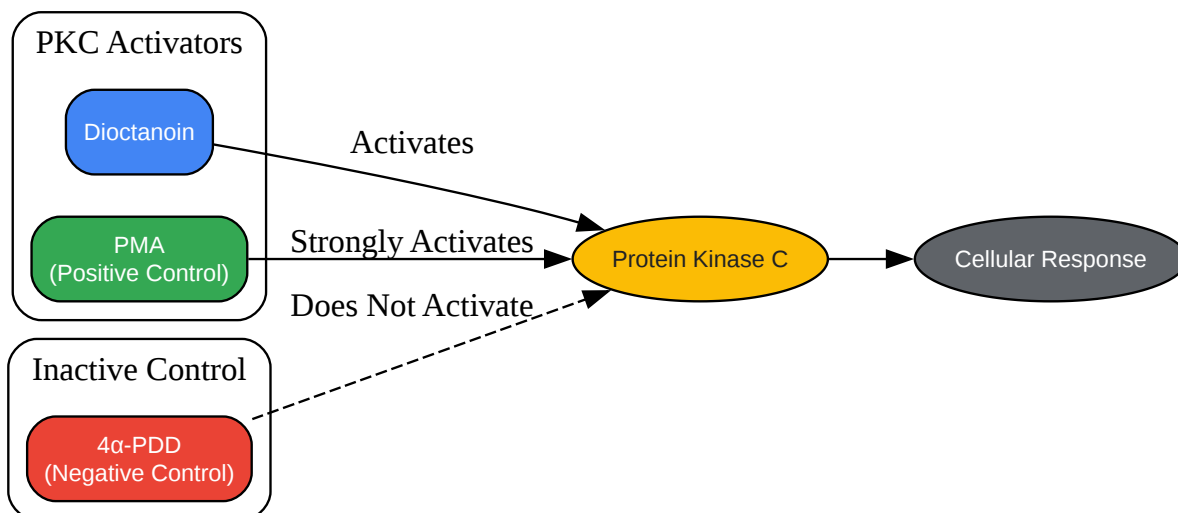 PKC Activators
Dioctanoin
Activates
PMA
(Positive Control)
Strongly Activates
Protein Kinase C
Cellular Response
Does Not Activate
Inactive Control
4α-PDD
(Negative Control)